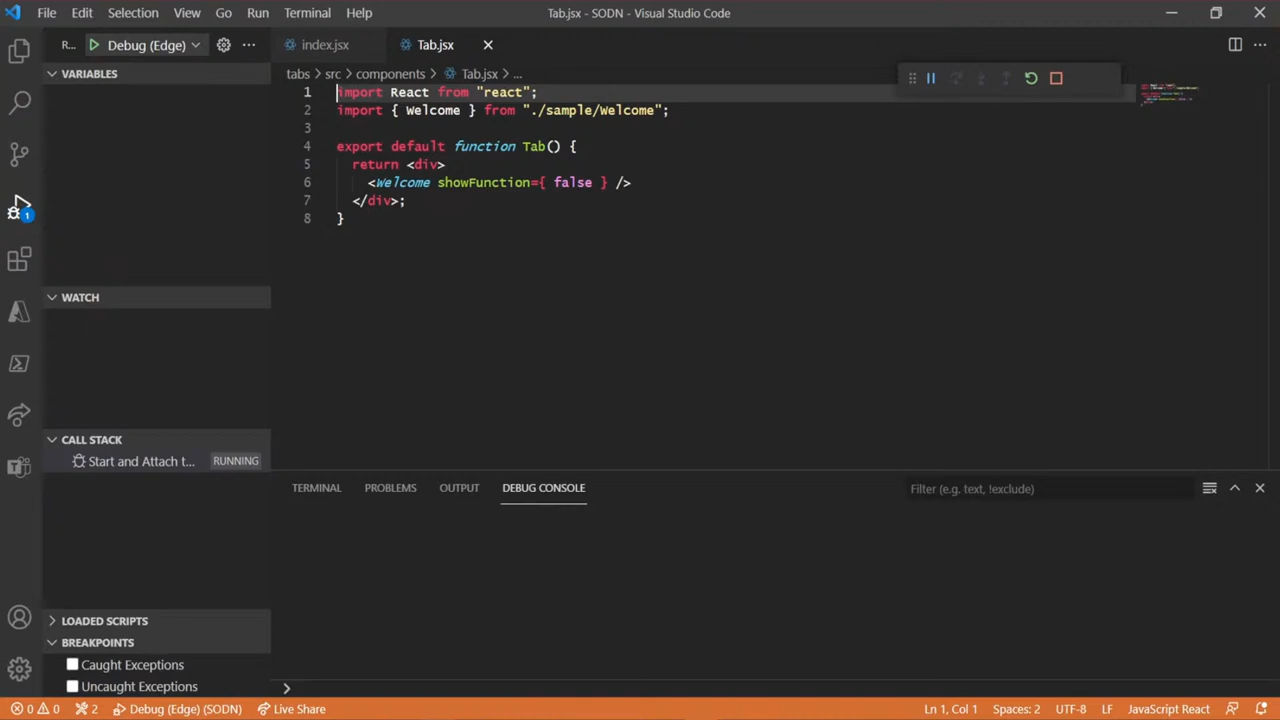 File Edit Selection View Go Run Terminal Help
Tab.jsx - SODN - Visual Studio Code
R... Debug (Edge)
index.jsx
Tab.jsx
VARIABLES
tabs > src > components > Tab.jsx > ...
1 import React from "react";
2 import { Welcome } from "./sample/Welcome";
3
4 export default function Tab() {
5 return <div>
6 <Welcome showFunction={ false } />
7 </div>;
8 }
1
WATCH
CALL STACK
Start and Attach t... RUNNING
TERMINAL PROBLEMS OUTPUT DEBUG CONSOLE
Filter (e.g. text, !exclude)
LOADED SCRIPTS
BREAKPOINTS
Caught Exceptions
Uncaught Exceptions
0 0 2 Debug (Edge) (SODN) Live Share
Ln 1, Col 1 Spaces: 2 UTF-8 LF JavaScript React